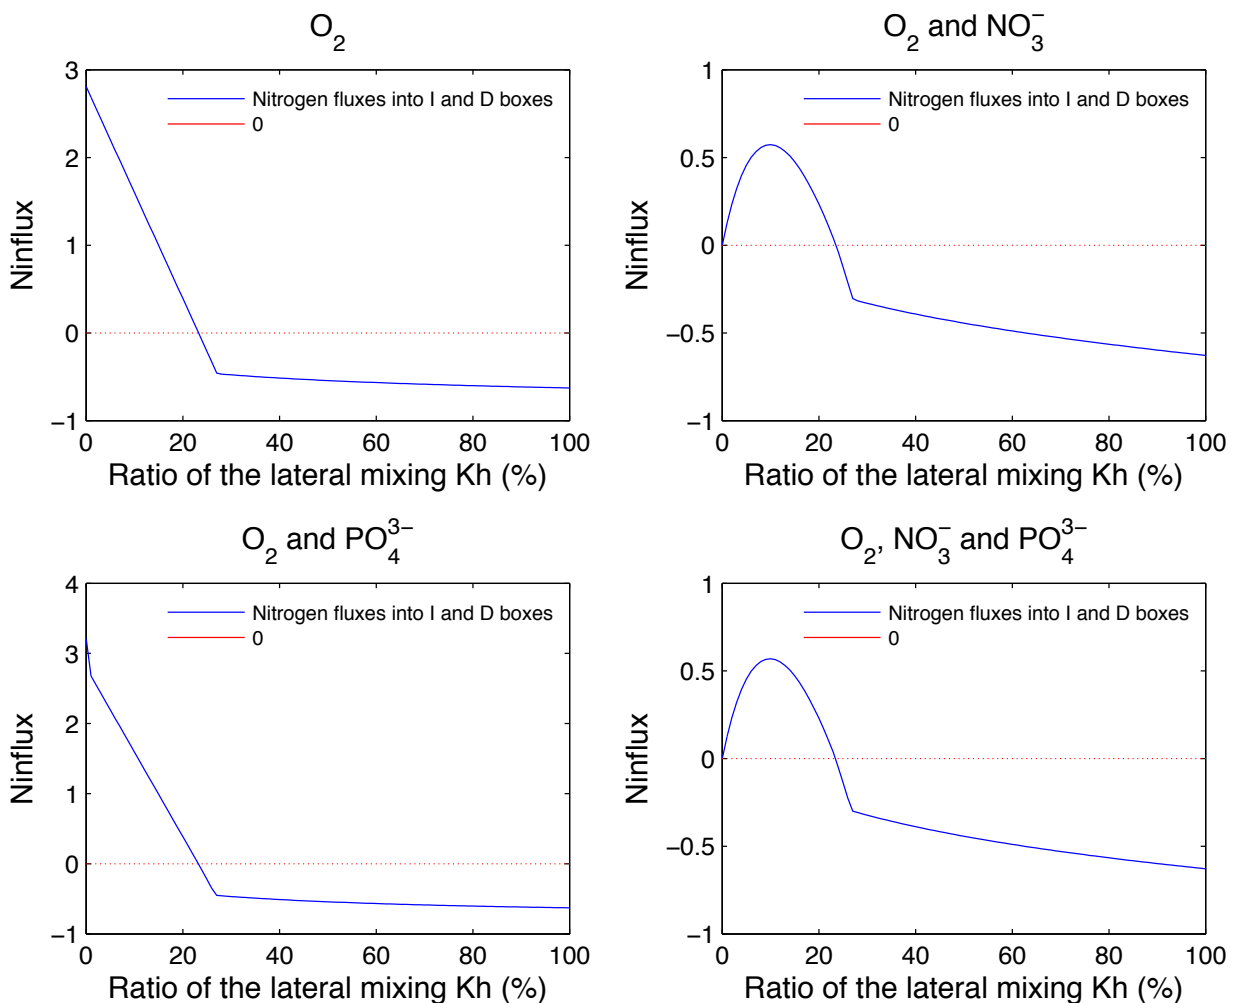 O₂
3
2
1
0
−1
Ninflux
Nitrogen fluxes into I and D boxes
0
0 20 40 60 80 100
Ratio of the lateral mixing Kh (%)
O₂ and NO₃⁻
1
0.5
0
−0.5
−1
Ninflux
Nitrogen fluxes into I and D boxes
0
0 20 40 60 80 100
Ratio of the lateral mixing Kh (%)
O₂ and PO₄³⁻
4
3
2
1
0
−1
Ninflux
Nitrogen fluxes into I and D boxes
0
0 20 40 60 80 100
Ratio of the lateral mixing Kh (%)
O₂, NO₃⁻ and PO₄³⁻
1
0.5
0
−0.5
−1
Ninflux
Nitrogen fluxes into I and D boxes
0
0 20 40 60 80 100
Ratio of the lateral mixing Kh (%)